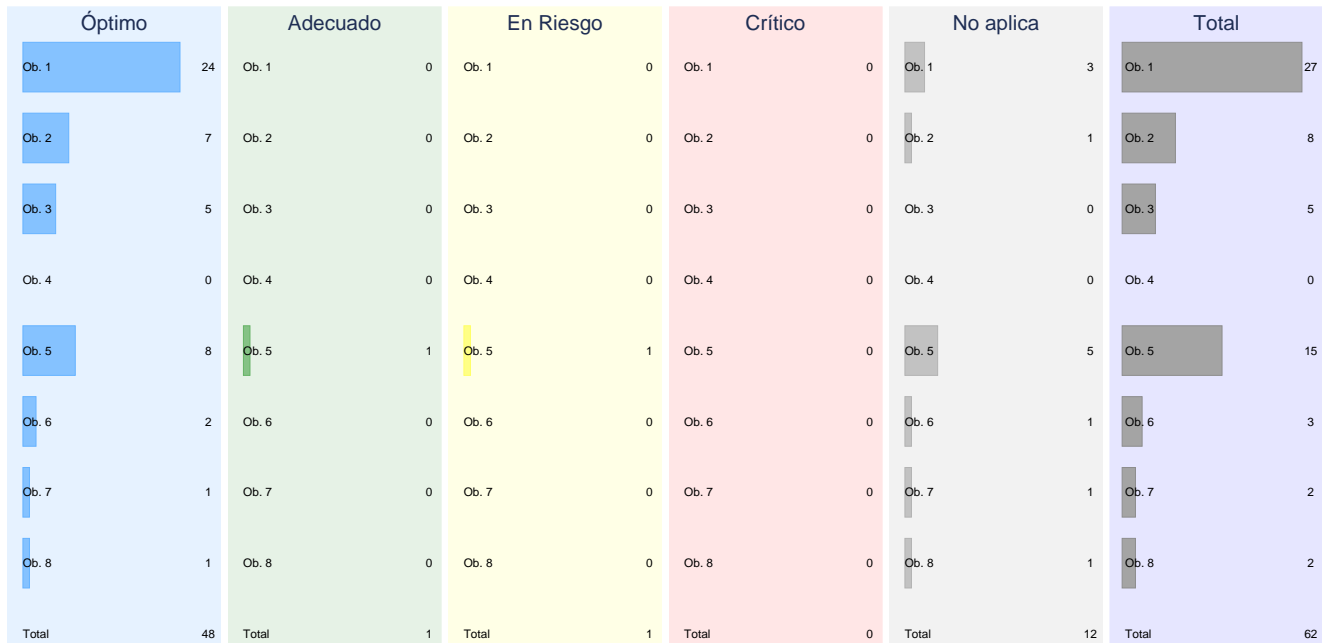 Óptimo Adecuado En Riesgo Crítico No aplica Total
Ob. 1 24 Ob. 1 0 Ob. 1 0 Ob. 1 0 Ob. 1 3 Ob. 1 27
Ob. 2 7 Ob. 2 0 Ob. 2 0 Ob. 2 0 Ob. 2 1 Ob. 2 8
Ob. 3 5 Ob. 3 0 Ob. 3 0 Ob. 3 0 Ob. 3 0 Ob. 3 5
Ob. 4 0 Ob. 4 0 Ob. 4 0 Ob. 4 0 Ob. 4 0 Ob. 4 0
Ob. 5 8 Ob. 5 1 Ob. 5 1 Ob. 5 0 Ob. 5 5 Ob. 5 15
Ob. 6 2 Ob. 6 0 Ob. 6 0 Ob. 6 0 Ob. 6 1 Ob. 6 3
Ob. 7 1 Ob. 7 0 Ob. 7 0 Ob. 7 0 Ob. 7 1 Ob. 7 2
Ob. 8 1 Ob. 8 0 Ob. 8 0 Ob. 8 0 Ob. 8 1 Ob. 8 2
Total 48 Total 1 Total 1 Total 0 Total 12 Total 62